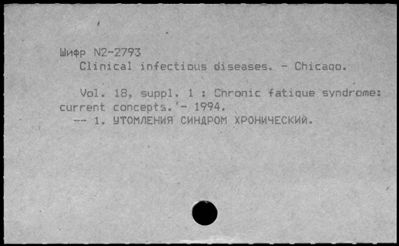 Шифр N2-2793
Clinical infectious diseases. - Chicago.
Vol. 18, suppl. 1 : Chronic fatigue syndrome:
current concepts. - 1994.
-- 1. УТОМЛЕНИЯ СИНДРОМ ХРОНИЧЕСКИЙ.